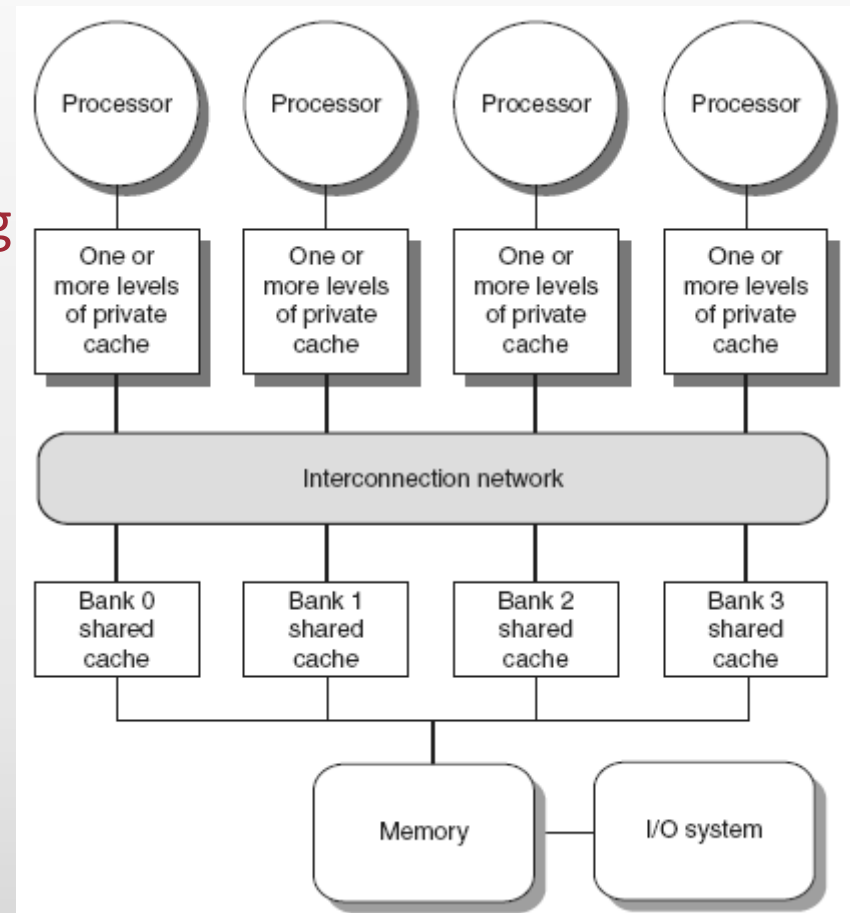 Processor
Processor
Processor
Processor
g
One or
more levels
of private
cache
One or
more levels
of private
cache
One or
more levels
of private
cache
One or
more levels
of private
cache
Interconnection network
Bank 0
shared
cache
Bank 1
shared
cache
Bank 2
shared
cache
Bank 3
shared
cache
Memory
I/O system